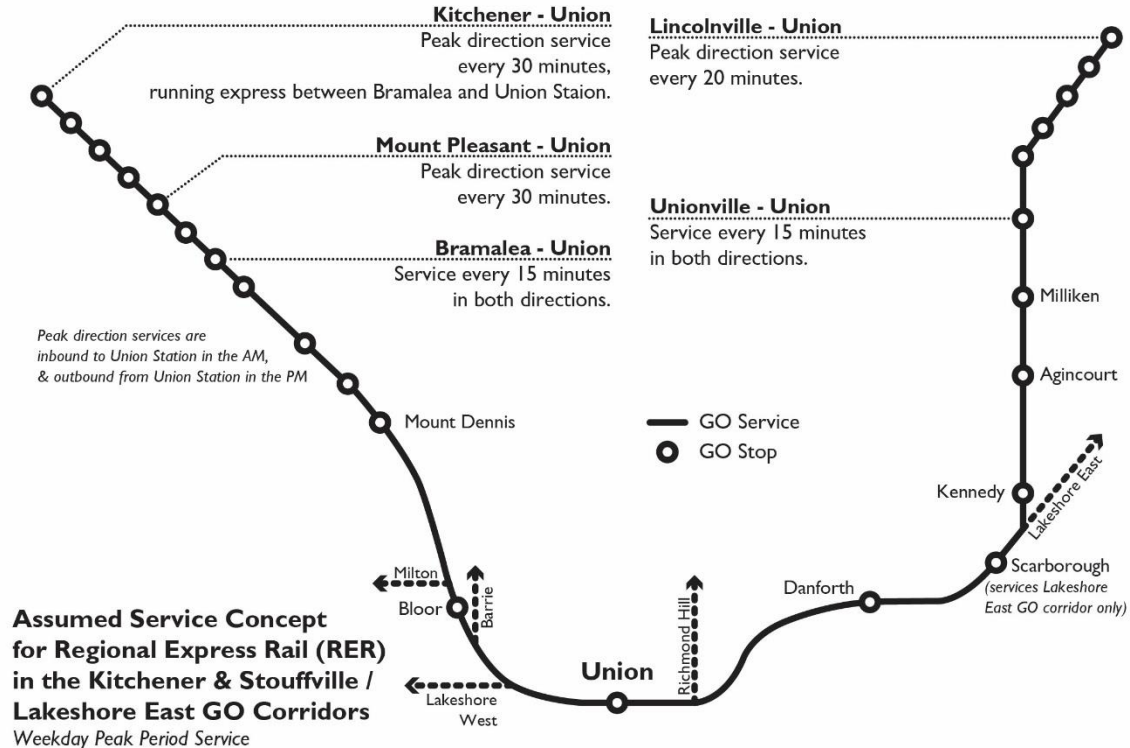 Kitchener - Union
Peak direction service
every 30 minutes,
running express between Bramalea and Union Staion.
Mount Pleasant - Union
Peak direction service
every 30 minutes.
Bramalea - Union
Service every 15 minutes
in both directions.
Peak direction services are
inbound to Union Station in the AM,
& outbound from Union Station in the PM
Lincolnville - Union
Peak direction service
every 20 minutes.
Unionville - Union
Service every 15 minutes
in both directions.
Milliken
Agincourt
Mount Dennis
GO Service
GO Stop
Kennedy
Lakeshore East
Scarborough
(services Lakeshore
East GO corridor only)
Danforth
Milton
Bloor
Barrie
Richmond Hill
Union
Lakeshore
West
Assumed Service Concept
for Regional Express Rail (RER)
in the Kitchener & Stouffville /
Lakeshore East GO Corridors
Weekday Peak Period Service